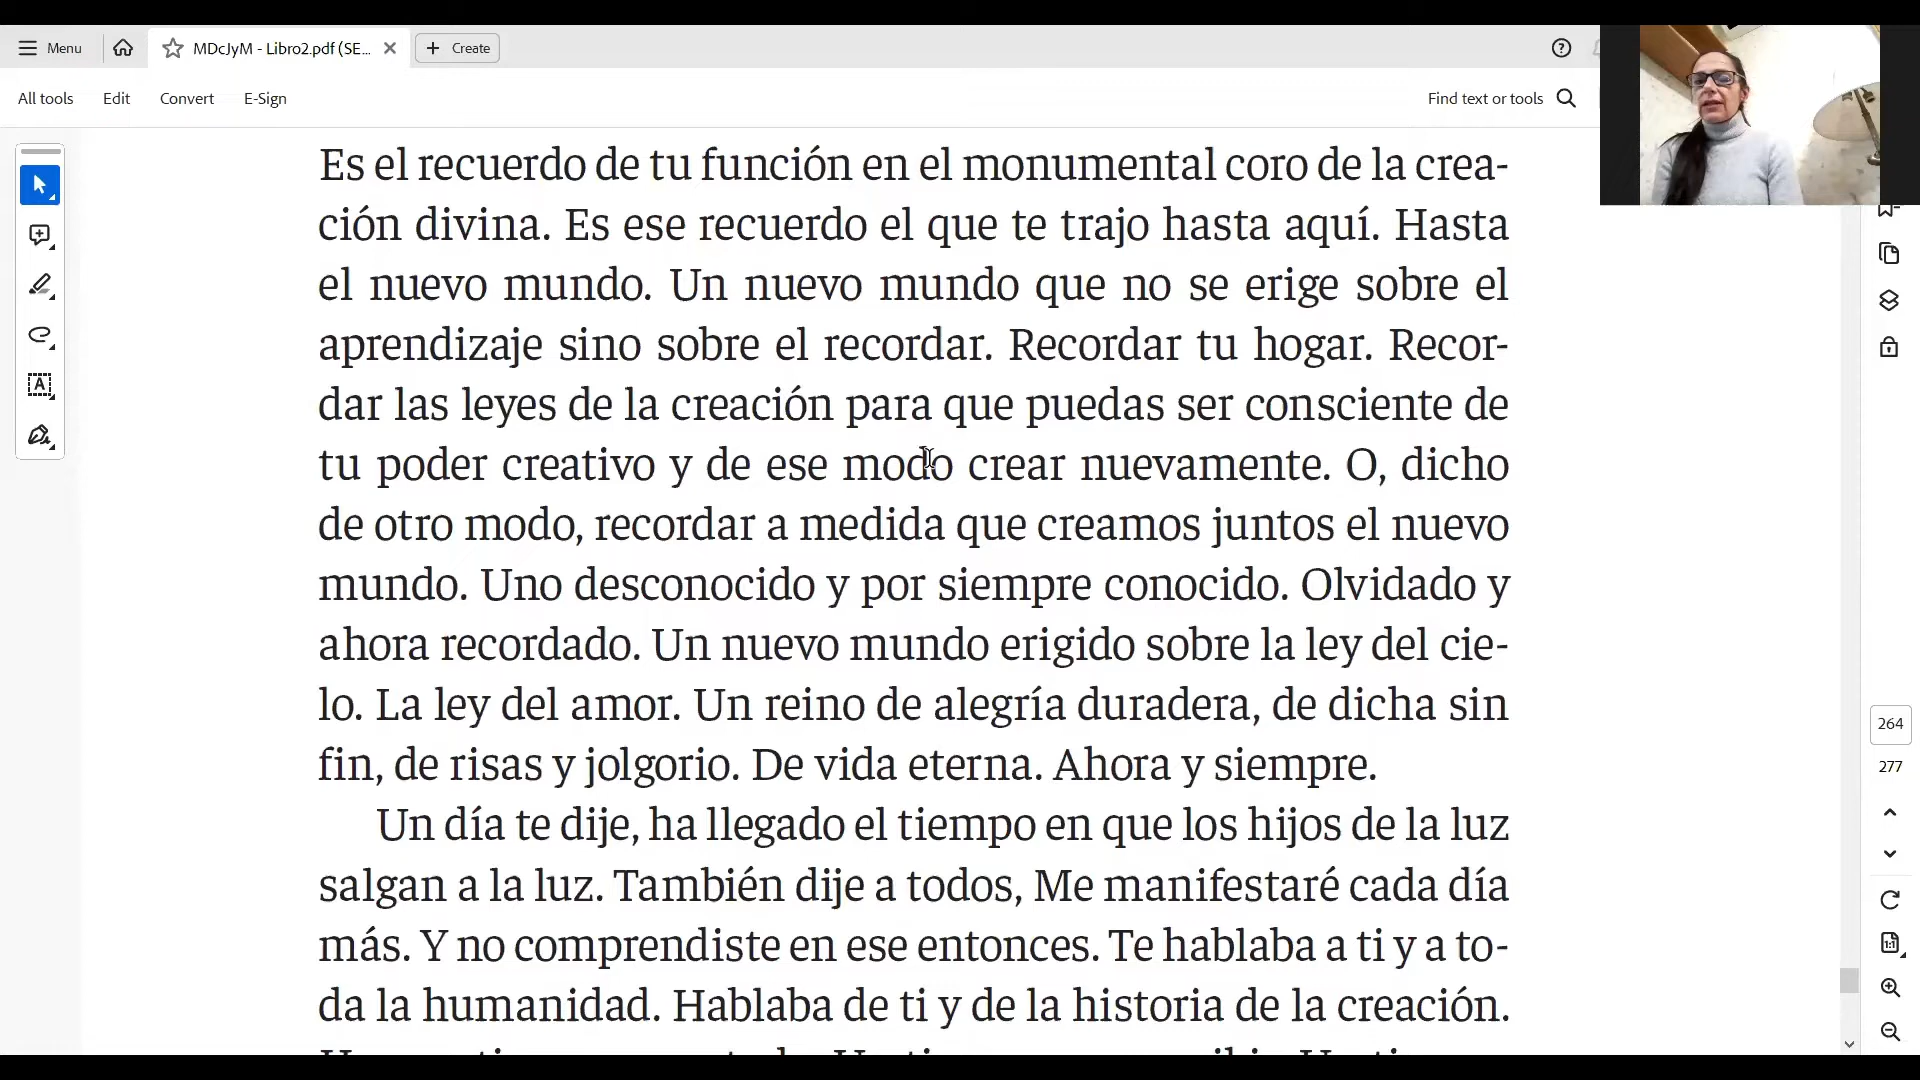 Menu
MDcJyM - Libro2.pdf (SE...
Create
All tools
Edit
Convert
E-Sign
Find text or tools
Es el recuerdo de tu función en el monumental coro de la crea-
ción divina. Es ese recuerdo el que te trajo hasta aquí. Hasta
el nuevo mundo. Un nuevo mundo que no se erige sobre el
aprendizaje sino sobre el recordar. Recordar tu hogar. Recor-
dar las leyes de la creación para que puedas ser consciente de
tu poder creativo y de ese modo crear nuevamente. O, dicho
de otro modo, recordar a medida que creamos juntos el nuevo
mundo. Uno desconocido y por siempre conocido. Olvidado y
ahora recordado. Un nuevo mundo erigido sobre la ley del cie-
lo. La ley del amor. Un reino de alegría duradera, de dicha sin
fin, de risas y jolgorio. De vida eterna. Ahora y siempre.
Un día te dije, ha llegado el tiempo en que los hijos de la luz
salgan a la luz. También dije a todos, Me manifestaré cada día
más. Y no comprendiste en ese entonces. Te hablaba a ti y a to-
da la humanidad. Hablaba de ti y de la historia de la creación.
264
277